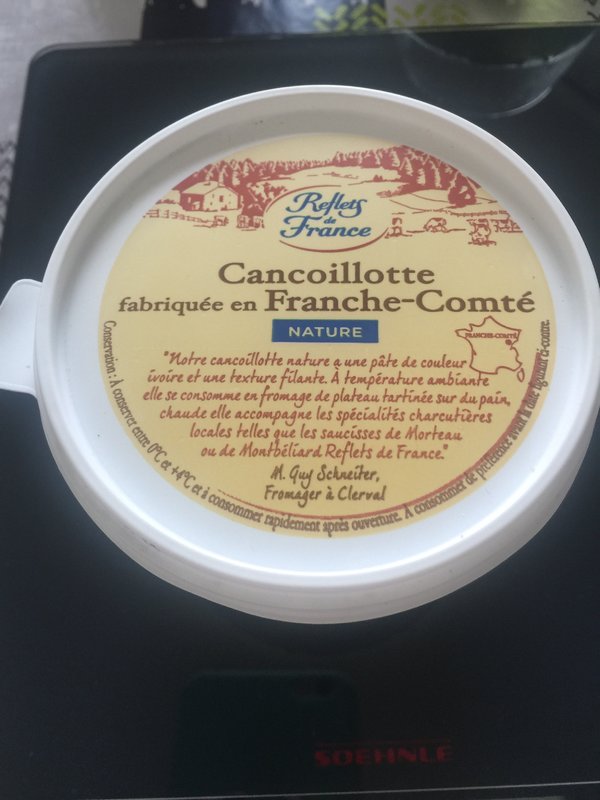 Reflets
de
France
Cancoillotte
fabriquée en Franche-Comté
NATURE
FRANCHE-COMTÉ
"Notre cancoillotte nature a une pâte de couleur
ivoire et une texture filante. À température ambiante
elle se consomme en fromage de plateau tartinée sur du pain,
chaude elle accompagne les spécialités charcutières
locales telles que les saucisses de Morteau
ou de Montbéliard Reflets de France."
M. Guy Schneiter,
Fromager à Clerval
Conservation : À conserver entre 0°C et +4°C et à consommer rapidement après ouverture. À consommer de préférence avant la date figurant ci-contre.
SOEHNLE